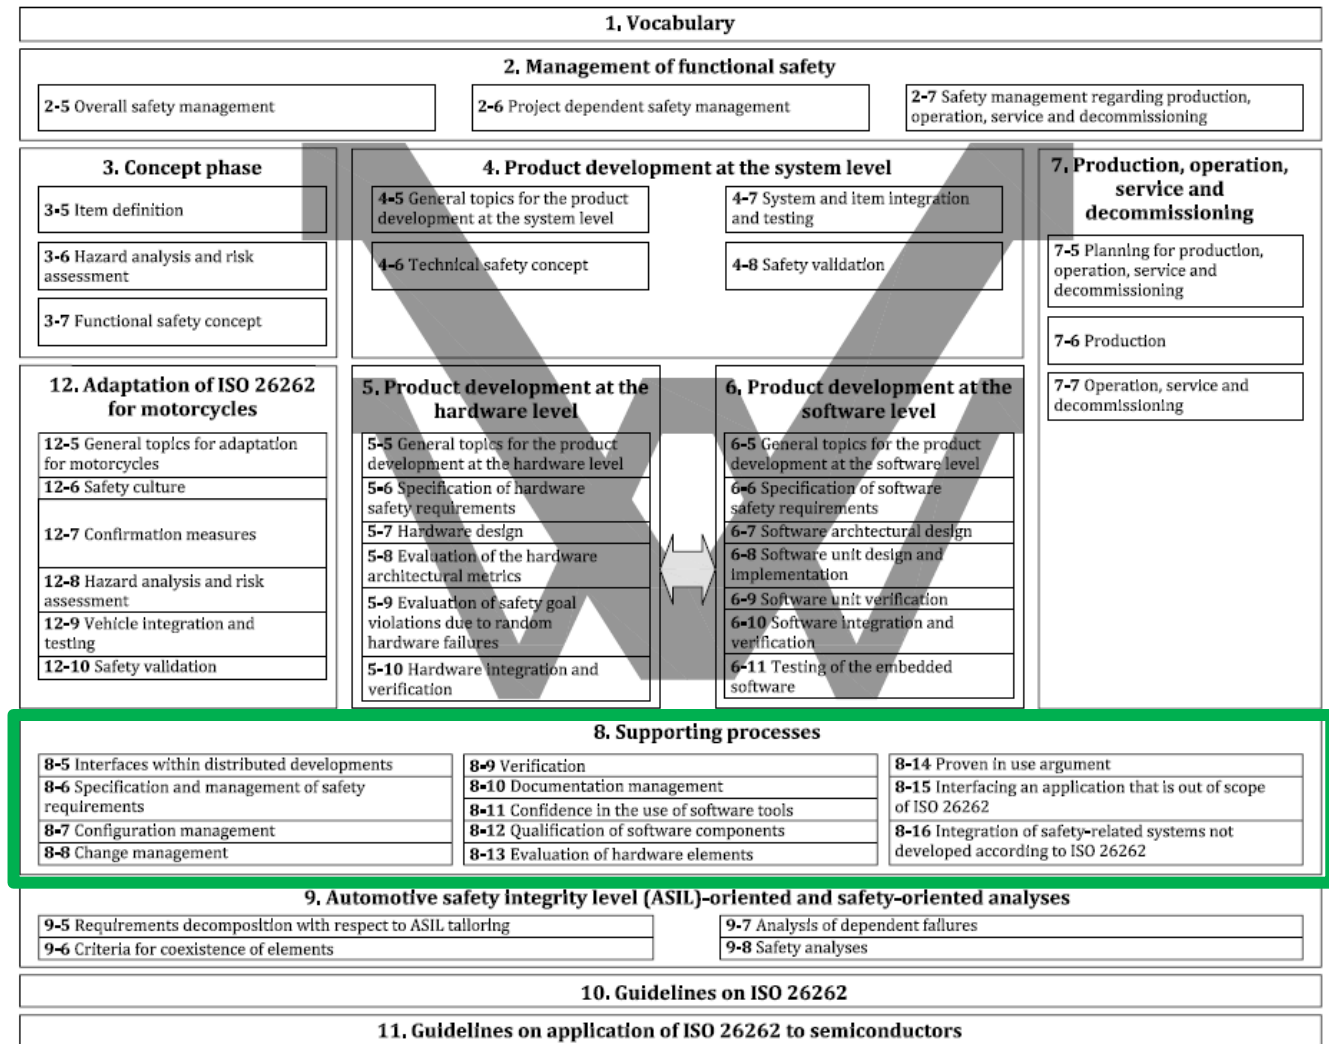 1. Vocabulary
2. Management of functional safety
2-5 Overall safety management
2-6 Project dependent safety management
2-7 Safety management regarding production,
operation, service and decommissioning
3. Concept phase
3-5 Item definition
3-6 Hazard analysis and risk
assessment
3-7 Functional safety concept
4. Product development at the system level
4-5 General topics for the product
development at the system level
4-6 Technical safety concept
4-7 System and item integration
and testing
4-8 Safety validation
7. Production, operation,
service and
decommissioning
7-5 Planning for production,
operation, service and
decommissioning
7-6 Production
7-7 Operation, service and
decommissioning
12. Adaptation of ISO 26262
for motorcycles
12-5 General topics for adaptation
for motorcycles
12-6 Safety culture
12-7 Confirmation measures
12-8 Hazard analysis and risk
assessment
12-9 Vehicle integration and
testing
12-10 Safety validation
5. Product development at the
hardware level
5-5 General topics for the product
development at the hardware level
5-6 Specification of hardware
safety requirements
5-7 Hardware design
5-8 Evaluation of the hardware
architectural metrics
5-9 Evaluation of safety goal
violations due to random
hardware failures
5-10 Hardware integration and
verification
6. Product development at the
software level
6-5 General topics for the product
development at the software level
6-6 Specification of software
safety requirements
6-7 Software archtectural design
6-8 Software unit design and
implementation
6-9 Software unit verification
6-10 Software integration and
verification
6-11 Testing of the embedded
software
8. Supporting processes
8-5 Interfaces within distributed developments
8-6 Specification and management of safety
requirements
8-7 Configuration management
8-8 Change management
8-9 Verification
8-10 Documentation management
8-11 Confidence in the use of software tools
8-12 Qualification of software components
8-13 Evaluation of hardware elements
8-14 Proven in use argument
8-15 Interfacing an application that is out of scope
of ISO 26262
8-16 Integration of safety-related systems not
developed according to ISO 26262
9. Automotive safety integrity level (ASIL)-oriented and safety-oriented analyses
9-5 Requirements decomposition with respect to ASIL tailoring
9-6 Criteria for coexistence of elements
9-7 Analysis of dependent failures
9-8 Safety analyses
10. Guidelines on ISO 26262
11. Guidelines on application of ISO 26262 to semiconductors